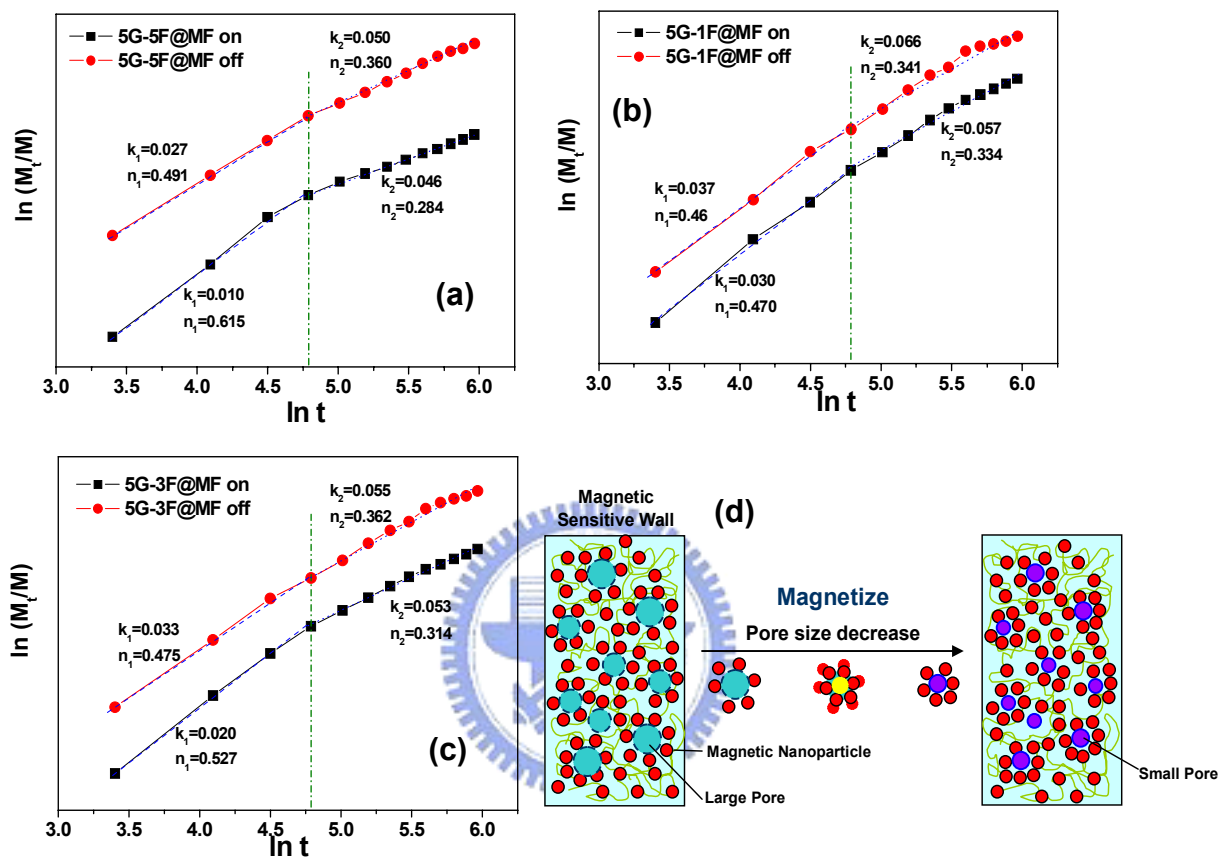 5G-5F@MF on
5G-5F@MF off
k2=0.050
n2=0.360
k1=0.027
n1=0.491
k2=0.046
n2=0.284
k1=0.010
n1=0.615
(a)
ln (Mt/M)
3.0 3.5 4.0 4.5 5.0 5.5 6.0
ln t
5G-1F@MF on
5G-1F@MF off
k2=0.066
n2=0.341
(b)
k2=0.057
n2=0.334
k1=0.037
n1=0.46
k1=0.030
n1=0.470
ln (Mt/M)
3.0 3.5 4.0 4.5 5.0 5.5 6.0
ln t
5G-3F@MF on
5G-3F@MF off
k2=0.055
n2=0.362
k1=0.033
n1=0.475
k2=0.053
n2=0.314
k1=0.020
n1=0.527
(c)
ln (Mt/M)
3.0 3.5 4.0 4.5 5.0 5.5 6.0
ln t
Magnetic
Sensitive Wall
(d)
Magnetize
Pore size decrease
Magnetic Nanoparticle
Large Pore
Small Pore